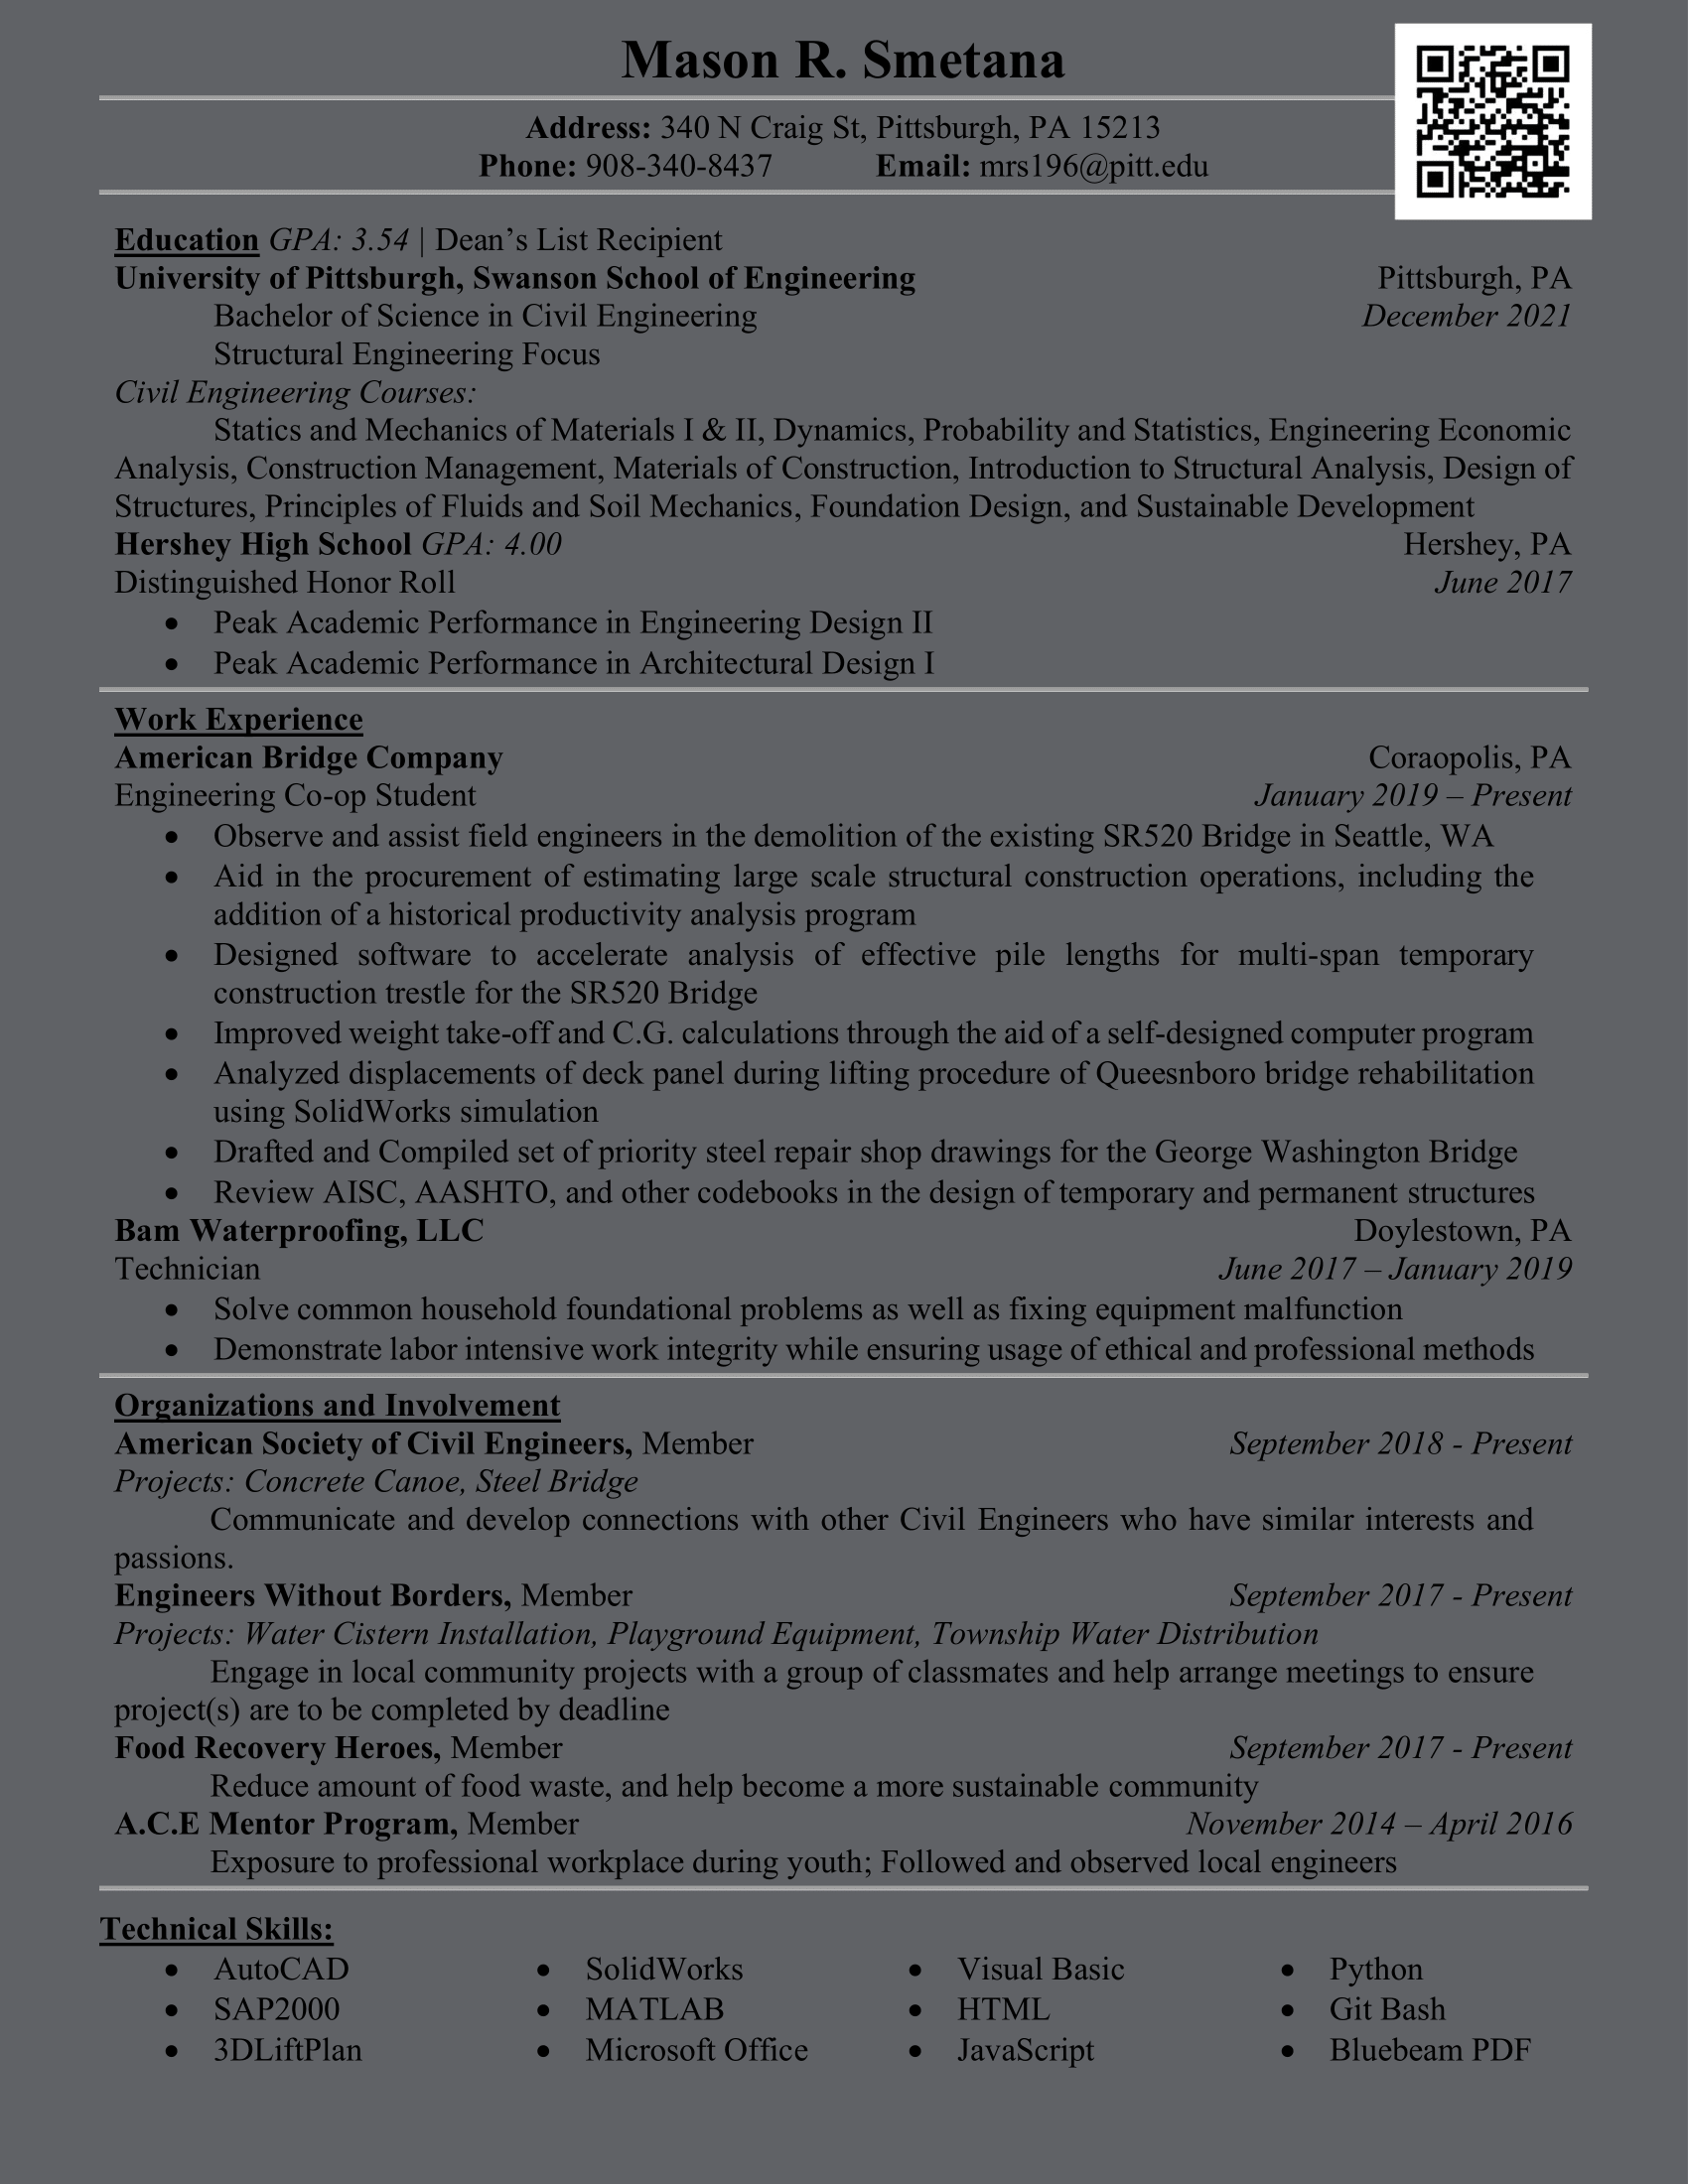 Mason R. Smetana
Address: 340 N Craig St, Pittsburgh, PA 15213
Phone: 908-340-8437 Email: mrs196@pitt.edu
Education GPA: 3.54 | Dean’s List Recipient
University of Pittsburgh, Swanson School of Engineering Pittsburgh, PA
Bachelor of Science in Civil Engineering December 2021
Structural Engineering Focus
Civil Engineering Courses:
Statics and Mechanics of Materials I & II, Dynamics, Probability and Statistics, Engineering Economic
Analysis, Construction Management, Materials of Construction, Introduction to Structural Analysis, Design of
Structures, Principles of Fluids and Soil Mechanics, Foundation Design, and Sustainable Development
Hershey High School GPA: 4.00 Hershey, PA
Distinguished Honor Roll June 2017
• Peak Academic Performance in Engineering Design II
• Peak Academic Performance in Architectural Design I
Work Experience
American Bridge Company Coraopolis, PA
Engineering Co-op Student January 2019 – Present
• Observe and assist field engineers in the demolition of the existing SR520 Bridge in Seattle, WA
• Aid in the procurement of estimating large scale structural construction operations, including the
addition of a historical productivity analysis program
• Designed software to accelerate analysis of effective pile lengths for multi-span temporary
construction trestle for the SR520 Bridge
• Improved weight take-off and C.G. calculations through the aid of a self-designed computer program
• Analyzed displacements of deck panel during lifting procedure of Queesnboro bridge rehabilitation
using SolidWorks simulation
• Drafted and Compiled set of priority steel repair shop drawings for the George Washington Bridge
• Review AISC, AASHTO, and other codebooks in the design of temporary and permanent structures
Bam Waterproofing, LLC Doylestown, PA
Technician June 2017 – January 2019
• Solve common household foundational problems as well as fixing equipment malfunction
• Demonstrate labor intensive work integrity while ensuring usage of ethical and professional methods
Organizations and Involvement
American Society of Civil Engineers, Member September 2018 - Present
Projects: Concrete Canoe, Steel Bridge
Communicate and develop connections with other Civil Engineers who have similar interests and
passions.
Engineers Without Borders, Member September 2017 - Present
Projects: Water Cistern Installation, Playground Equipment, Township Water Distribution
Engage in local community projects with a group of classmates and help arrange meetings to ensure
project(s) are to be completed by deadline
Food Recovery Heroes, Member September 2017 - Present
Reduce amount of food waste, and help become a more sustainable community
A.C.E Mentor Program, Member November 2014 – April 2016
Exposure to professional workplace during youth; Followed and observed local engineers
Technical Skills:
• AutoCAD • SolidWorks • Visual Basic • Python
• SAP2000 • MATLAB • HTML • Git Bash
• 3DLiftPlan • Microsoft Office • JavaScript • Bluebeam PDF